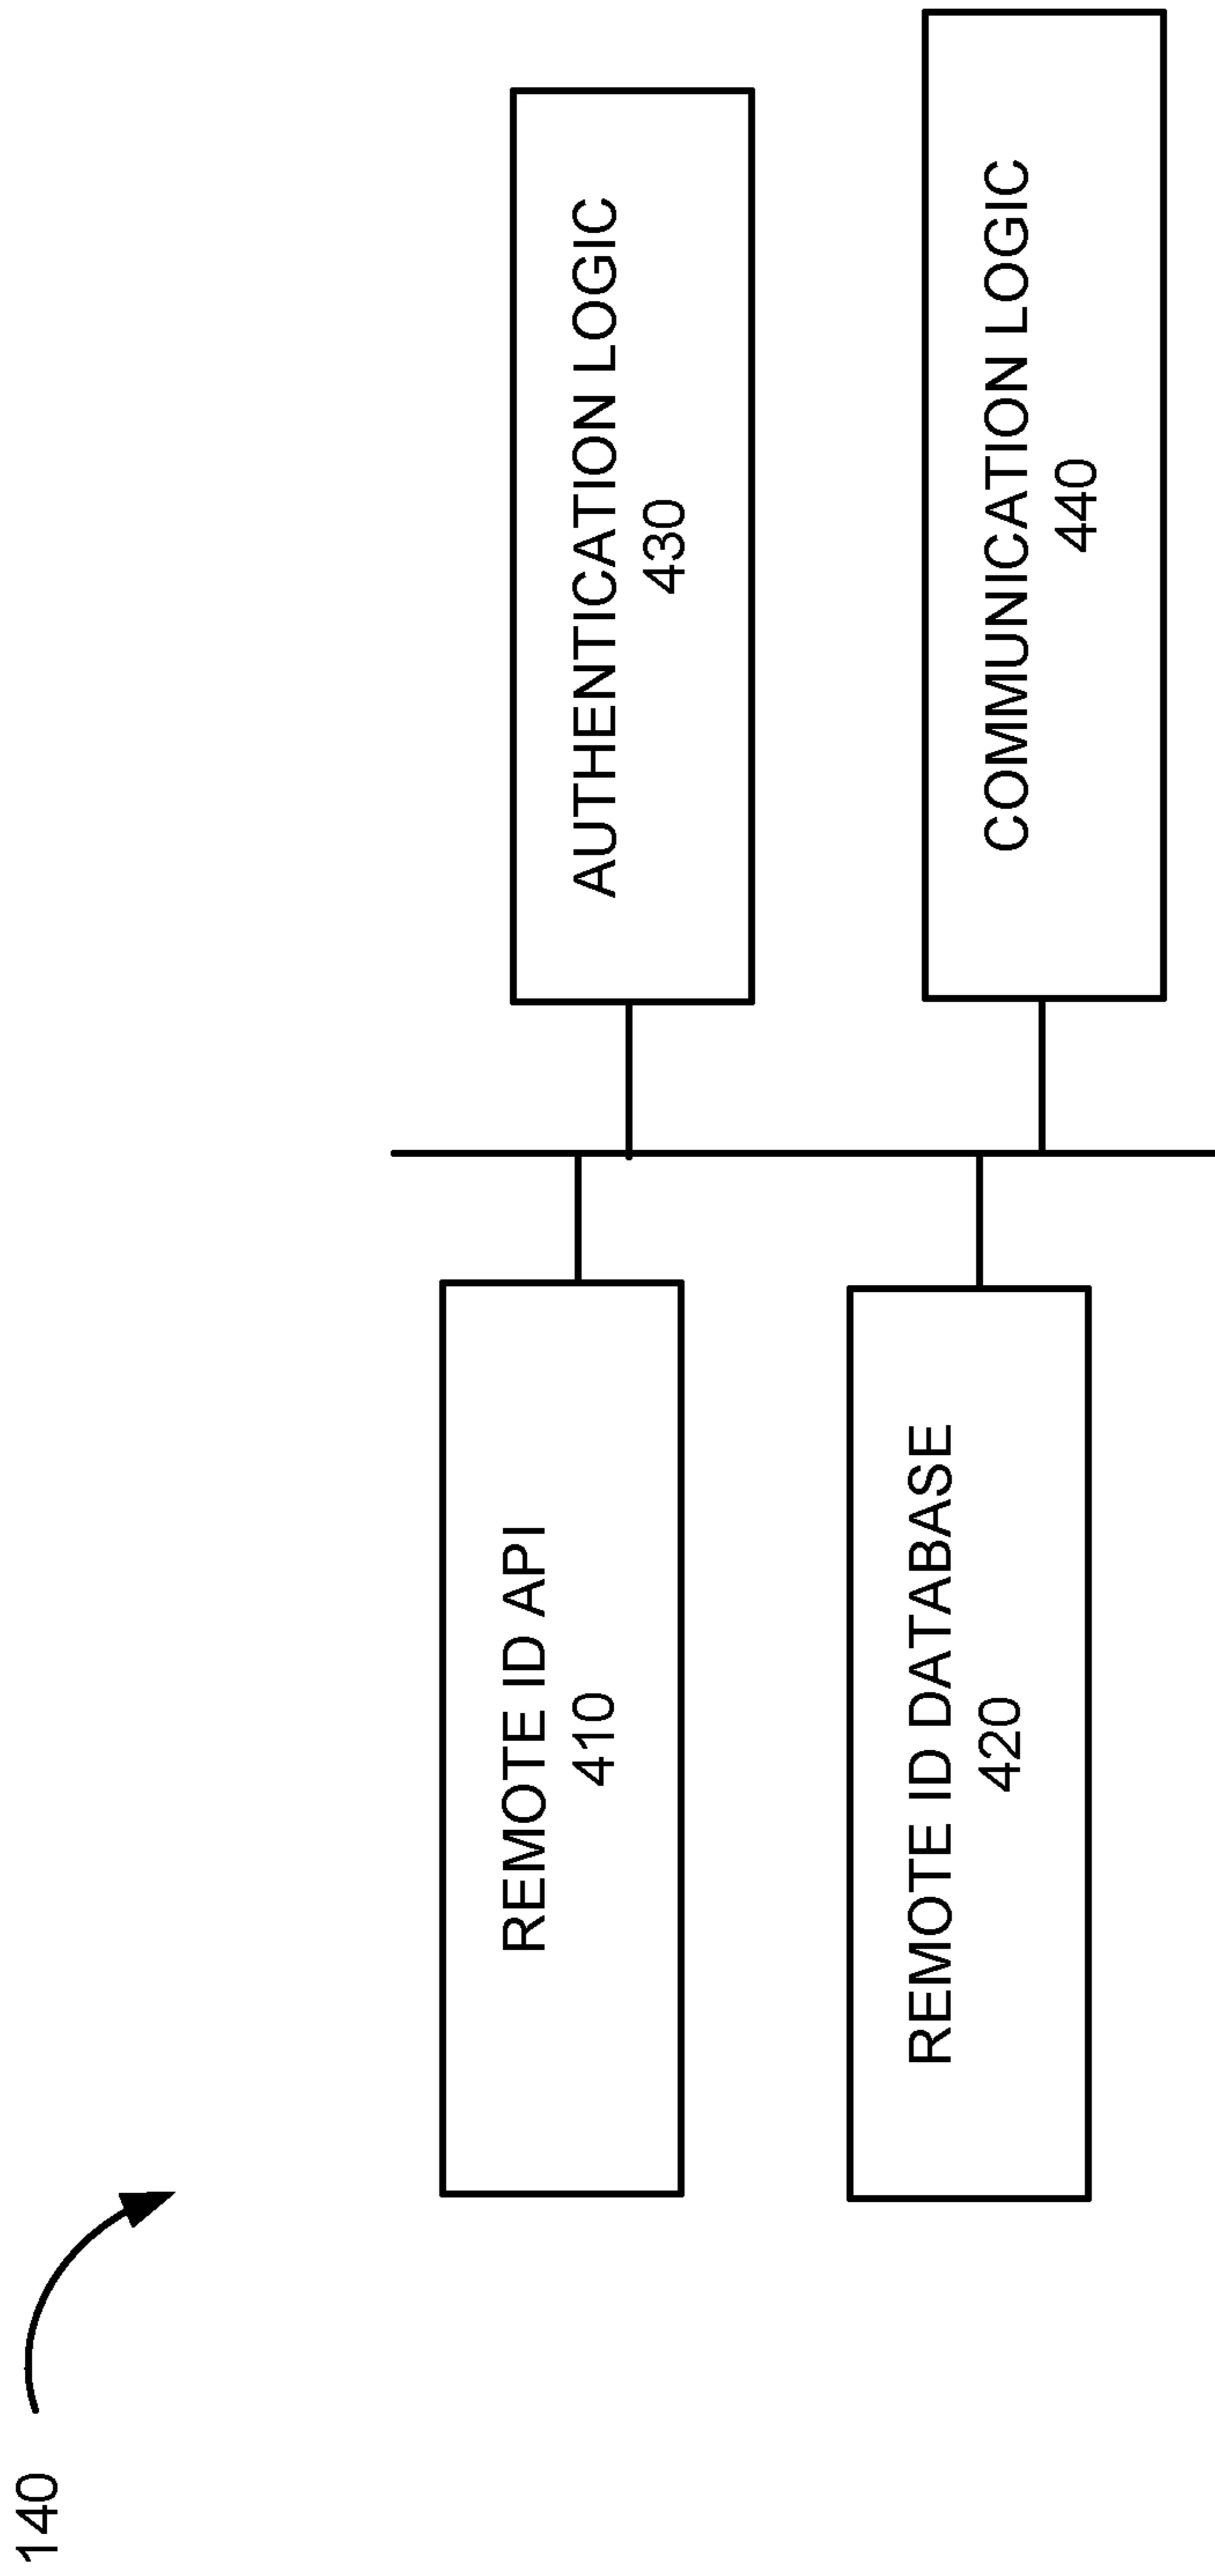 140
REMOTE ID API
410
REMOTE ID DATABASE
420
AUTHENTICATION LOGIC
430
COMMUNICATION LOGIC
440